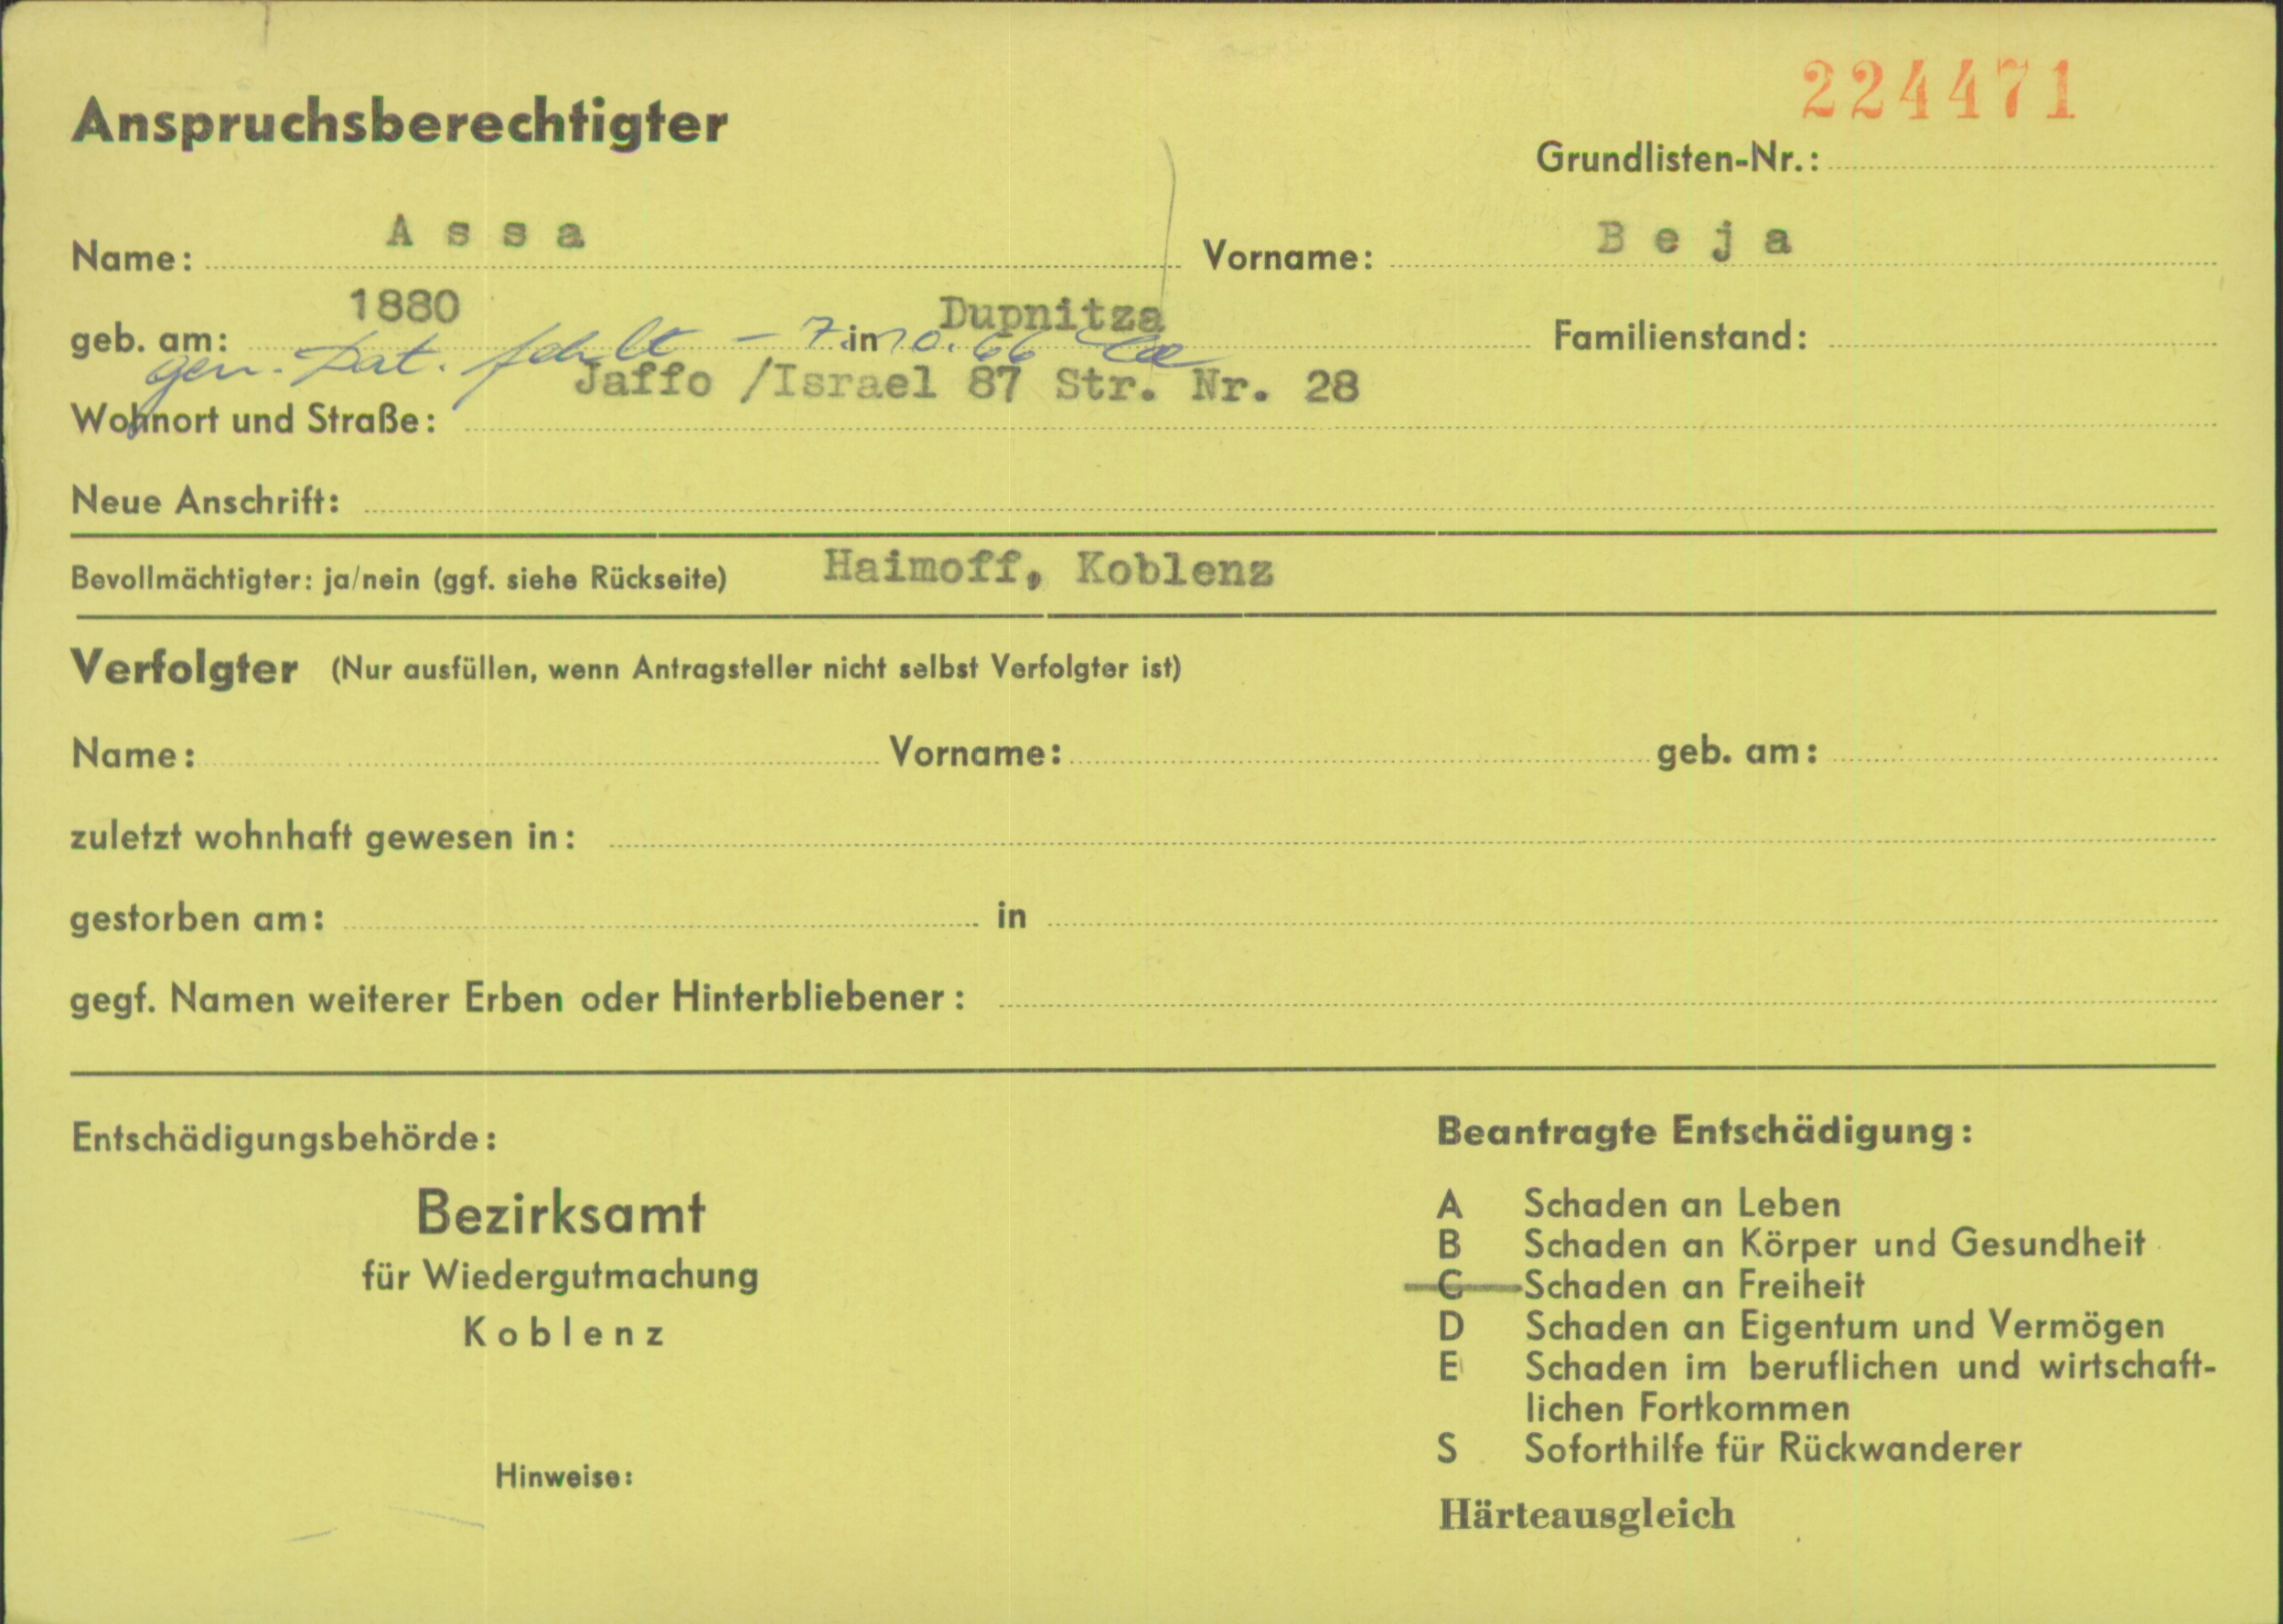 224471
Anspruchsberechtigter
Grundlisten-Nr.:
Name: Assa Vorname: Beja
geb. am: 1880 in Dupnitza Familienstand:
gen. Dat. fehlt - 7.10.66
Wohnort und Straße: Jaffo /Israel 87 Str. Nr. 28
Neue Anschrift:
Bevollmächtigter: ja/nein (ggf. siehe Rückseite) Haimoff, Koblenz
Verfolgter (Nur ausfüllen, wenn Antragsteller nicht selbst Verfolgter ist)
Name: Vorname: geb. am:
zuletzt wohnhaft gewesen in:
gestorben am: in
gegf. Namen weiterer Erben oder Hinterbliebener:
Entschädigungsbehörde:
Bezirksamt
für Wiedergutmachung
Koblenz
Hinweise:
Beantragte Entschädigung:
A Schaden an Leben
B Schaden an Körper und Gesundheit
C Schaden an Freiheit
D Schaden an Eigentum und Vermögen
E Schaden im beruflichen und wirtschaft-
lichen Fortkommen
S Soforthilfe für Rückwanderer
Härteausgleich